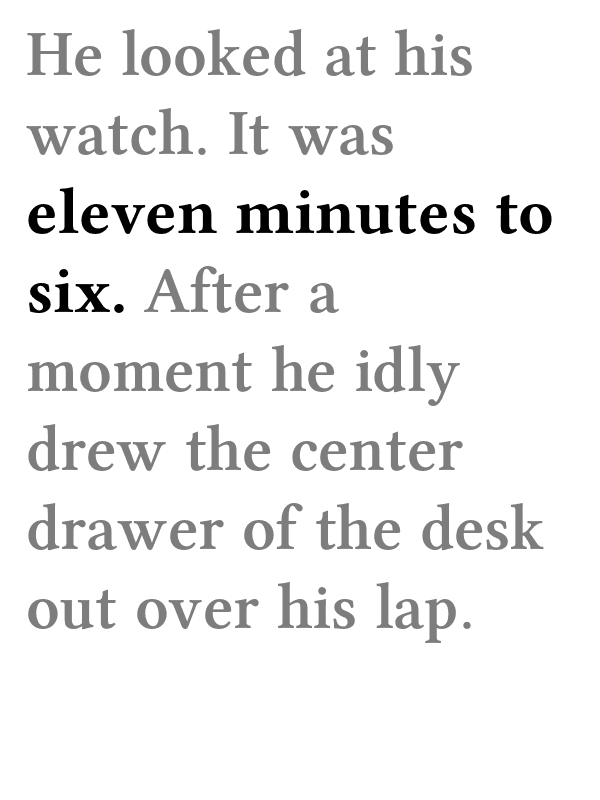 He looked at his
watch. It was
eleven minutes to
six. After a
moment he idly
drew the center
drawer of the desk
out over his lap.